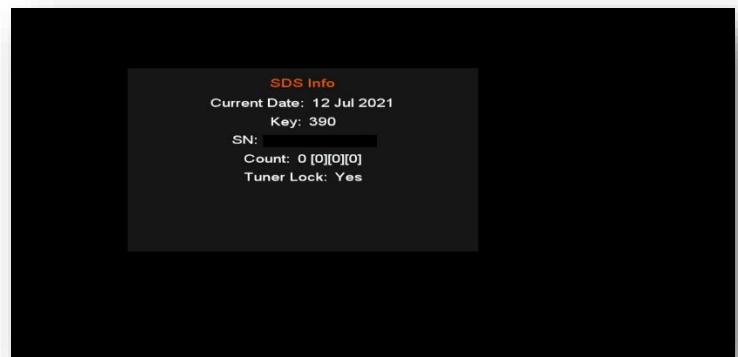 SDS Info
Current Date: 12 Jul 2021
Key: 390
SN:
Count: 0 [0][0][0]
Tuner Lock: Yes